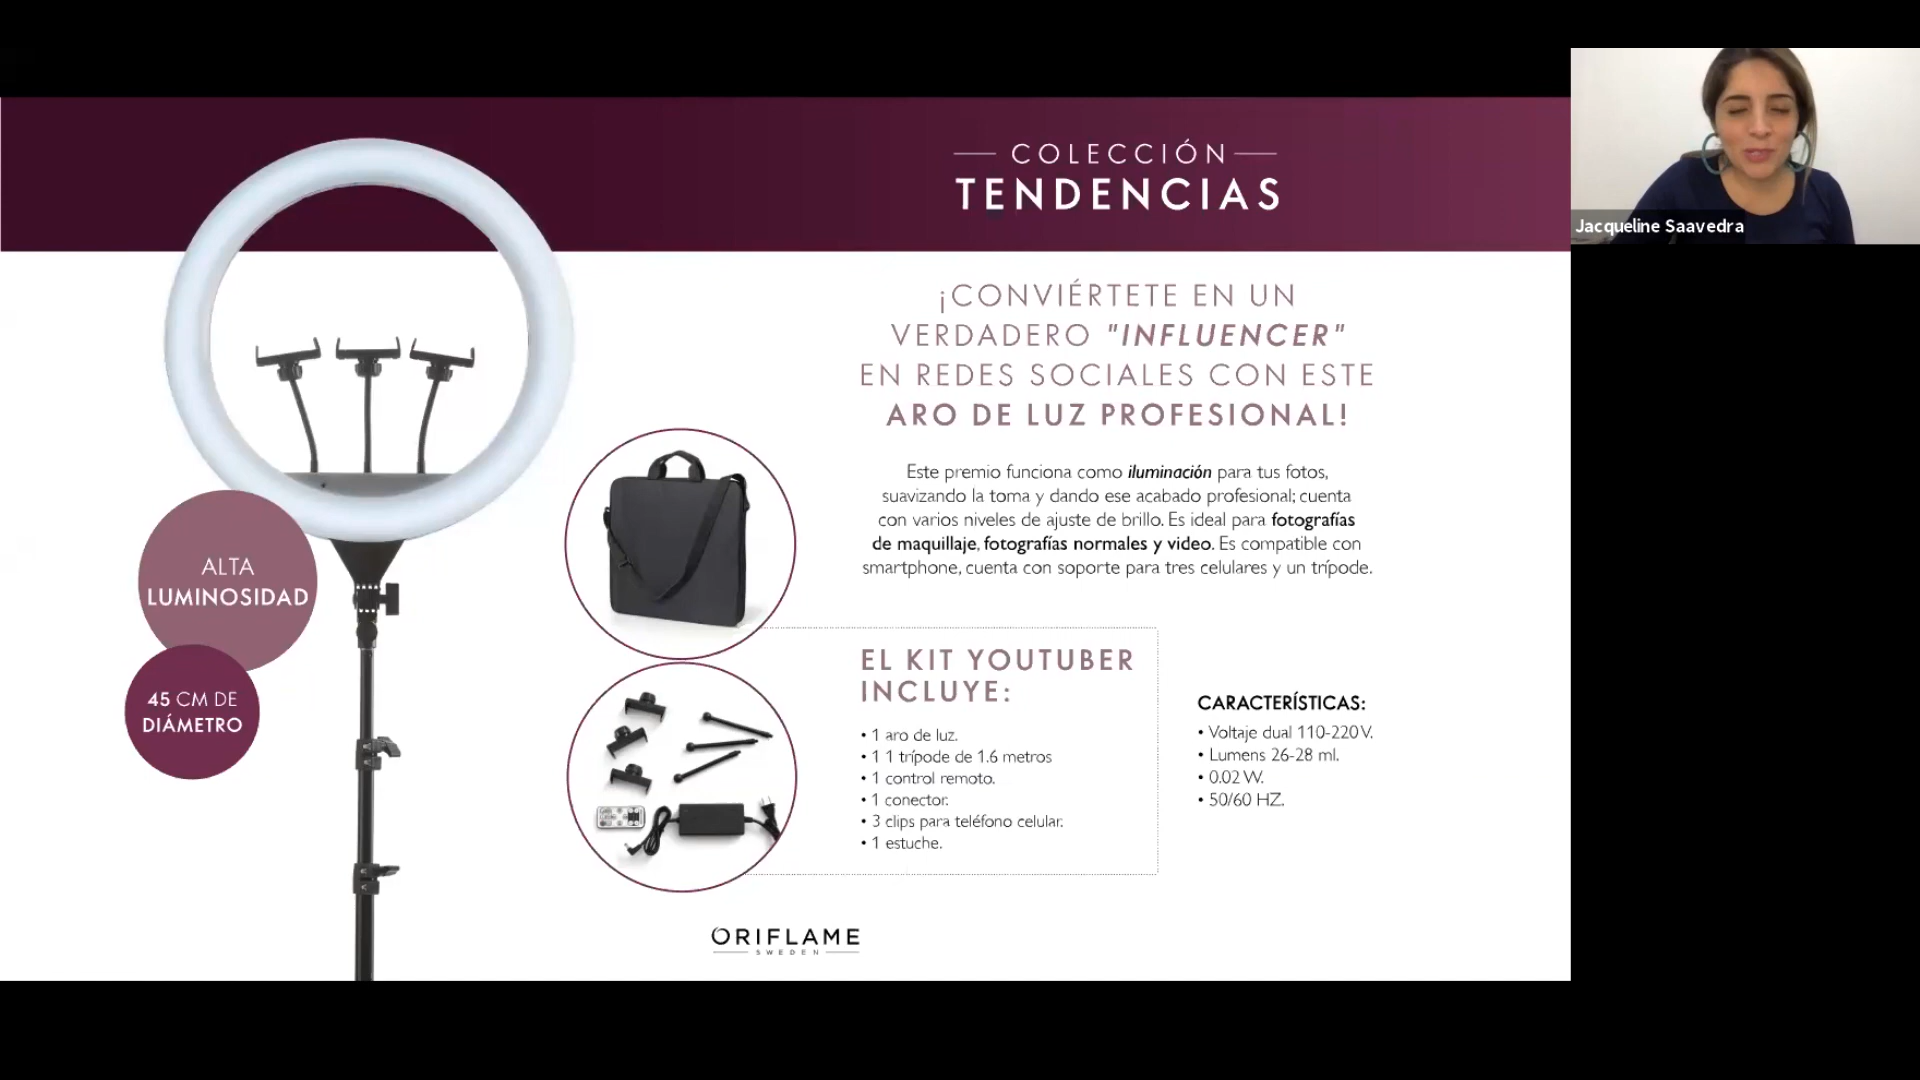 COLECCIÓN
TENDENCIAS
Jacqueline Saavedra
¡CONVIÉRTETE EN UN
VERDADERO "INFLUENCER"
EN REDES SOCIALES CON ESTE
ARO DE LUZ PROFESIONAL!
Este premio funciona como iluminación para tus fotos,
suavizando la toma y dando ese acabado profesional; cuenta
con varios niveles de ajuste de brillo. Es ideal para fotografías
de maquillaje, fotografías normales y video. Es compatible con
smartphone, cuenta con soporte para tres celulares y un trípode.
ALTA
LUMINOSIDAD
45 CM DE
DIÁMETRO
EL KIT YOUTUBER
INCLUYE:
• 1 aro de luz.
• 1 1 trípode de 1.6 metros
• 1 control remoto.
• 1 conector.
• 3 clips para teléfono celular.
• 1 estuche.
CARACTERÍSTICAS:
• Voltaje dual 110-220 V.
• Lumens 26-28 ml.
• 0.02 W.
• 50/60 HZ.
ORIFLAME
SWEDEN